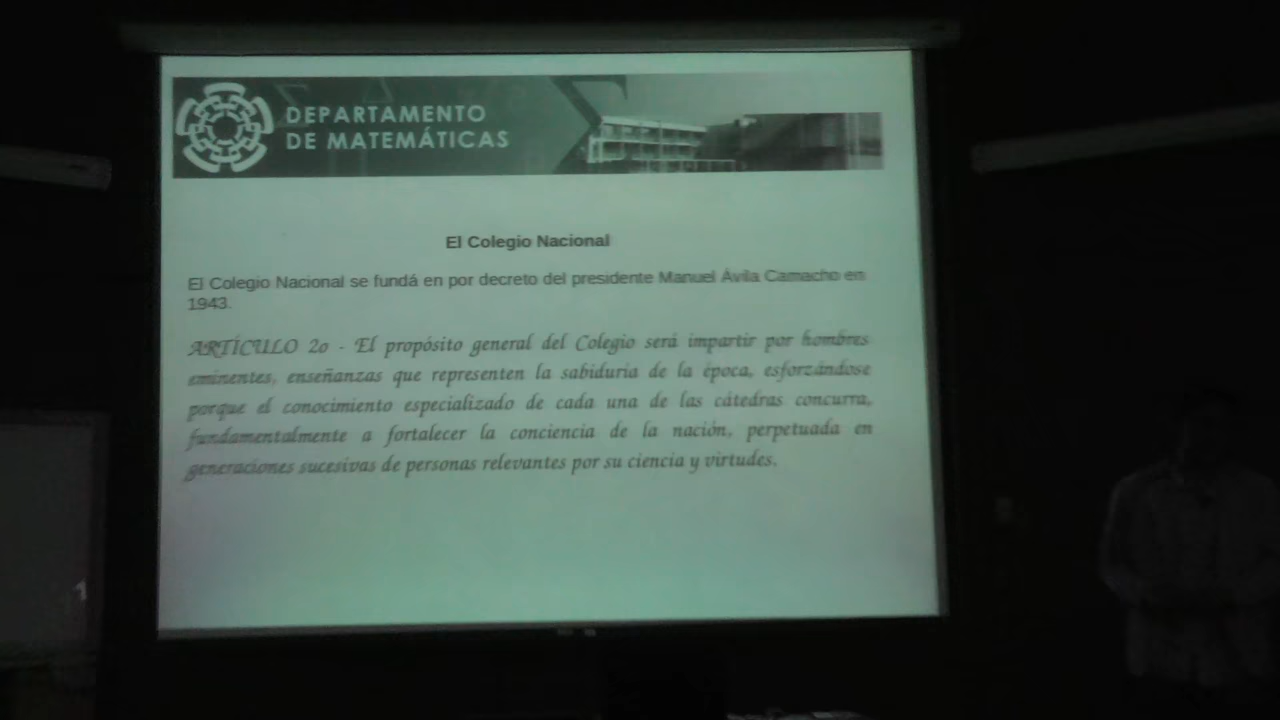 DEPARTAMENTO
DE MATEMÁTICAS
El Colegio Nacional
El Colegio Nacional se fundá en por decreto del presidente Manuel Ávila Camacho en
1943.
ARTÍCULO 2o - El propósito general del Colegio será impartir por hombres
eminentes, enseñanzas que representen la sabiduría de la época, esforzándose
porque el conocimiento especializado de cada una de las cátedras concurra,
fundamentalmente a fortalecer la conciencia de la nación, perpetuada en
generaciones sucesivas de personas relevantes por su ciencia y virtudes.